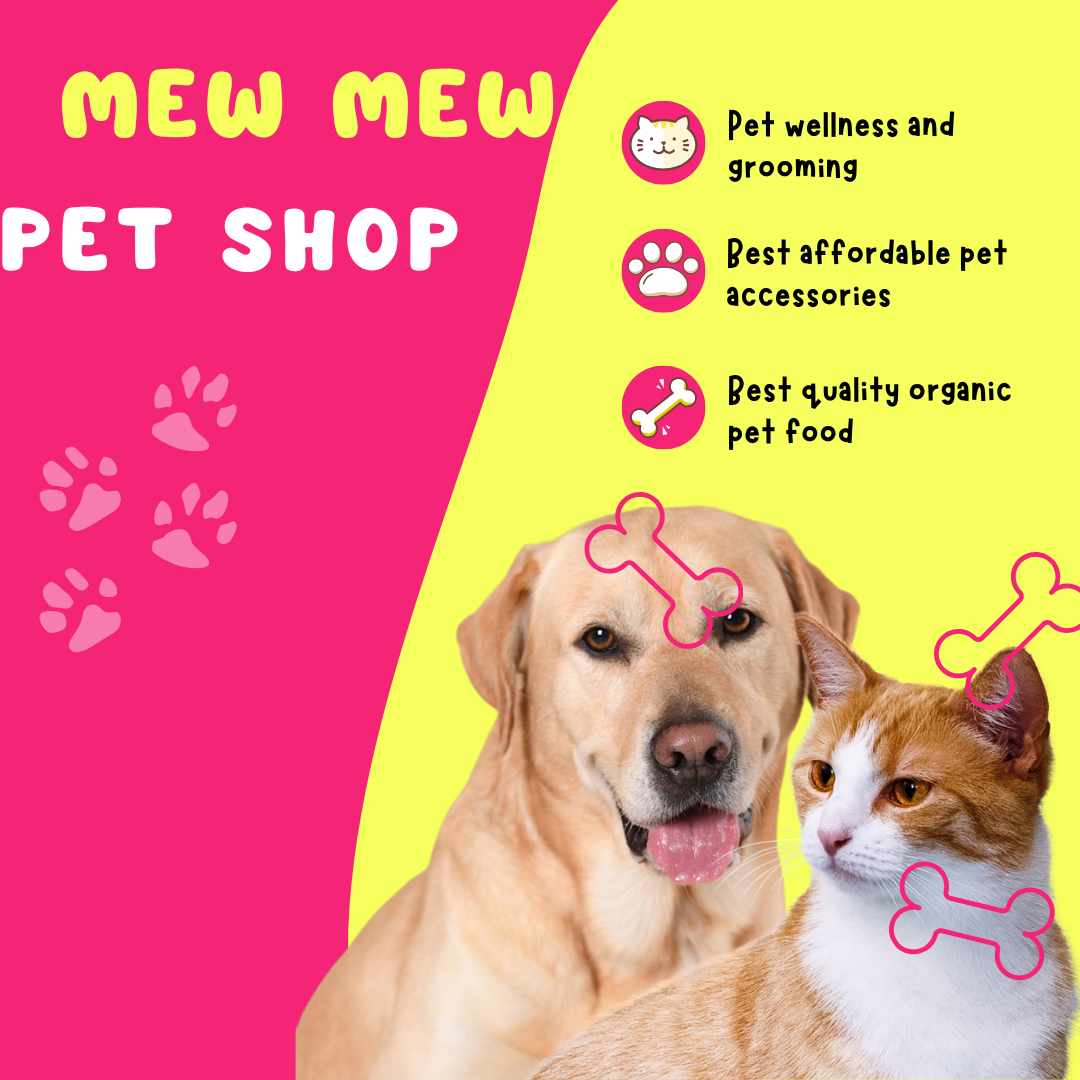 MEW MEW
PET SHOP
Pet wellness and
grooming
Best affordable pet
accessories
Best quality organic
pet food